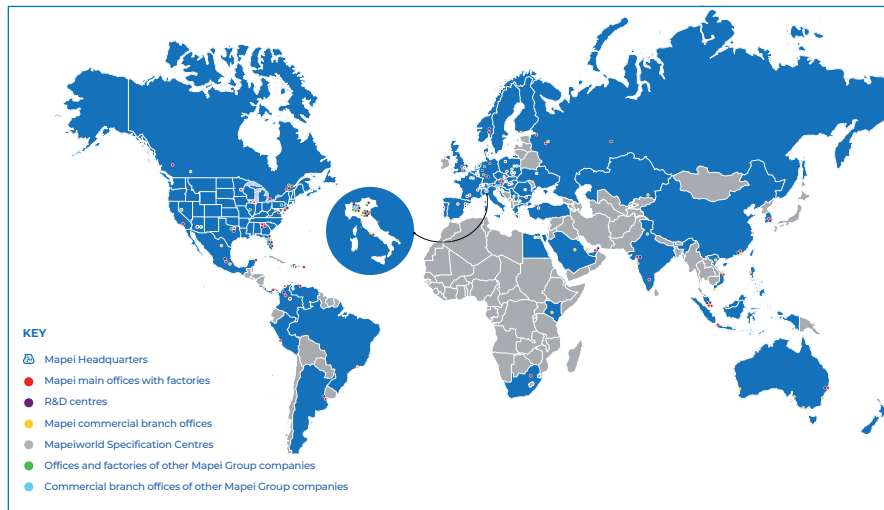 KEY
Mapei Headquarters
Mapei main offices with factories
R&D centres
Mapei commercial branch offices
Mapeiworld Specification Centres
Offices and factories of other Mapei Group companies
Commercial branch offices of other Mapei Group companies